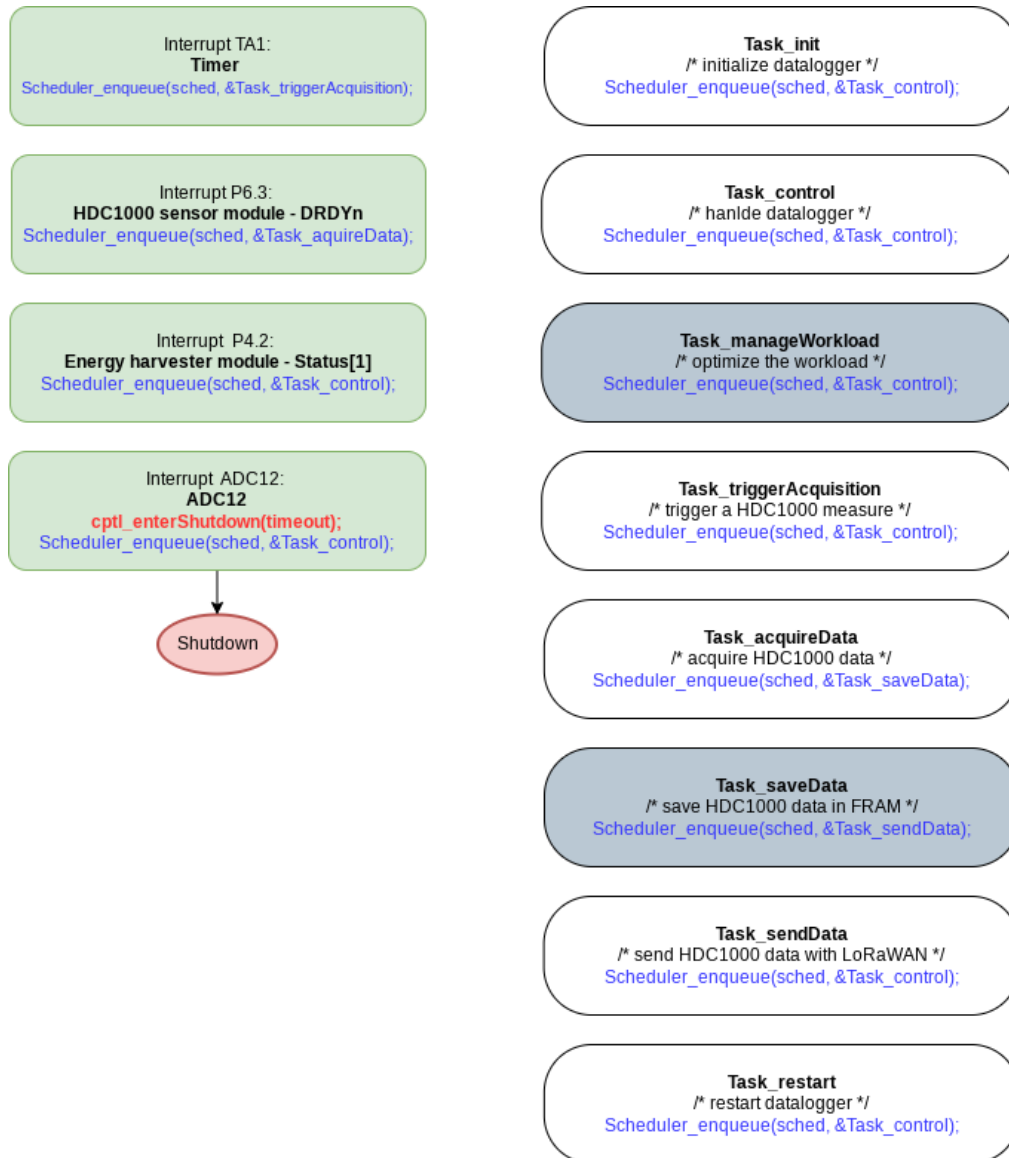 Interrupt TA1:
Timer
Scheduler_enqueue(sched, &Task_triggerAcquisition);
Interrupt P6.3:
HDC1000 sensor module - DRDYn
Scheduler_enqueue(sched, &Task_aquireData);
Interrupt P4.2:
Energy harvester module - Status[1]
Scheduler_enqueue(sched, &Task_control);
Interrupt ADC12:
ADC12
cptl_enterShutdown(timeout);
Scheduler_enqueue(sched, &Task_control);
Shutdown
Task_init
/* initialize datalogger */
Scheduler_enqueue(sched, &Task_control);
Task_control
/* hanlde datalogger */
Scheduler_enqueue(sched, &Task_control);
Task_manageWorkload
/* optimize the workload */
Scheduler_enqueue(sched, &Task_control);
Task_triggerAcquisition
/* trigger a HDC1000 measure */
Scheduler_enqueue(sched, &Task_control);
Task_acquireData
/* acquire HDC1000 data */
Scheduler_enqueue(sched, &Task_saveData);
Task_saveData
/* save HDC1000 data in FRAM */
Scheduler_enqueue(sched, &Task_sendData);
Task_sendData
/* send HDC1000 data with LoRaWAN */
Scheduler_enqueue(sched, &Task_control);
Task_restart
/* restart datalogger */
Scheduler_enqueue(sched, &Task_control);